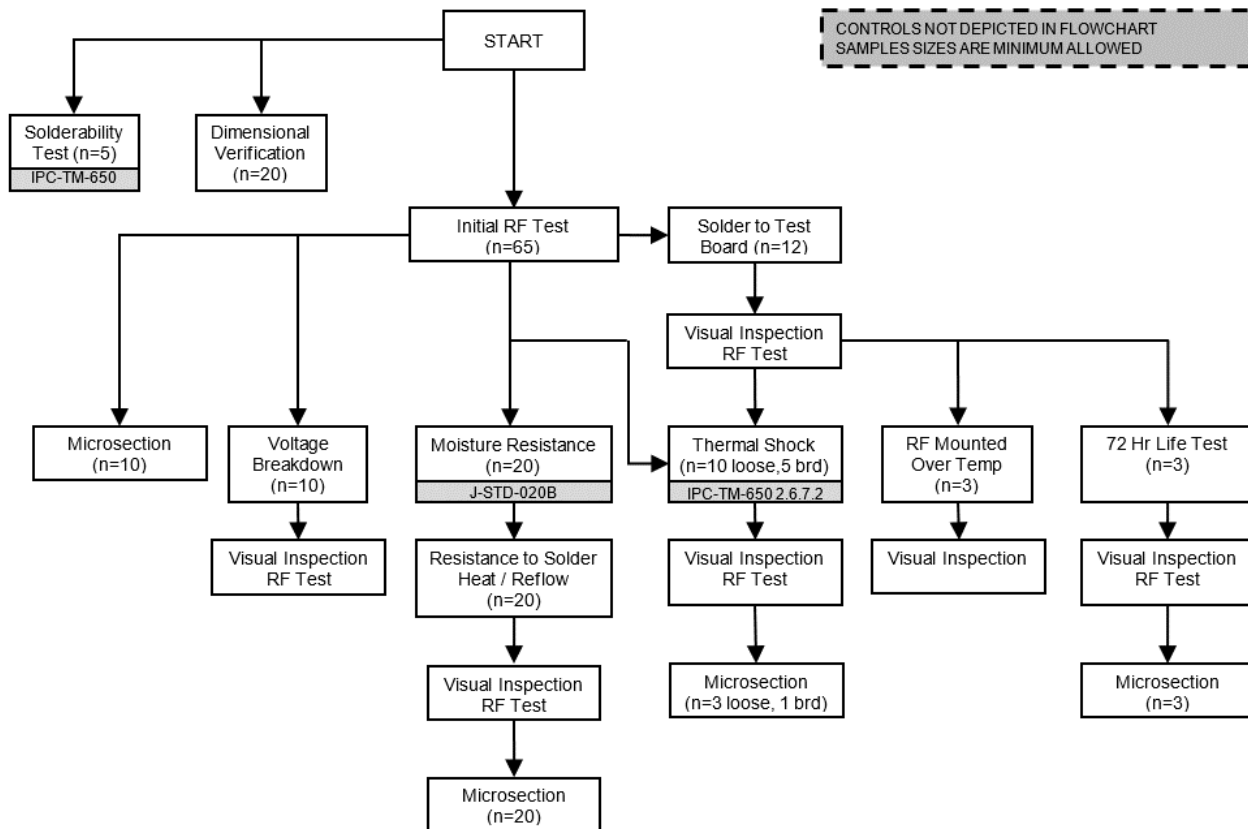 START
CONTROLS NOT DEPICTED IN FLOWCHART
SAMPLES SIZES ARE MINIMUM ALLOWED
Solderability
Test (n=5)
IPC-TM-650
Dimensional
Verification
(n=20)
Initial RF Test
(n=65)
Solder to Test
Board (n=12)
Visual Inspection
RF Test
Microsection
(n=10)
Voltage
Breakdown
(n=10)
Moisture Resistance
(n=20)
J-STD-020B
Thermal Shock
(n=10 loose,5 brd)
IPC-TM-650 2.6.7.2
RF Mounted
Over Temp
(n=3)
72 Hr Life Test
(n=3)
Visual Inspection
RF Test
Resistance to Solder
Heat / Reflow
(n=20)
Visual Inspection
RF Test
Visual Inspection
Visual Inspection
RF Test
Visual Inspection
RF Test
Microsection
(n=3 loose, 1 brd)
Microsection
(n=3)
Microsection
(n=20)